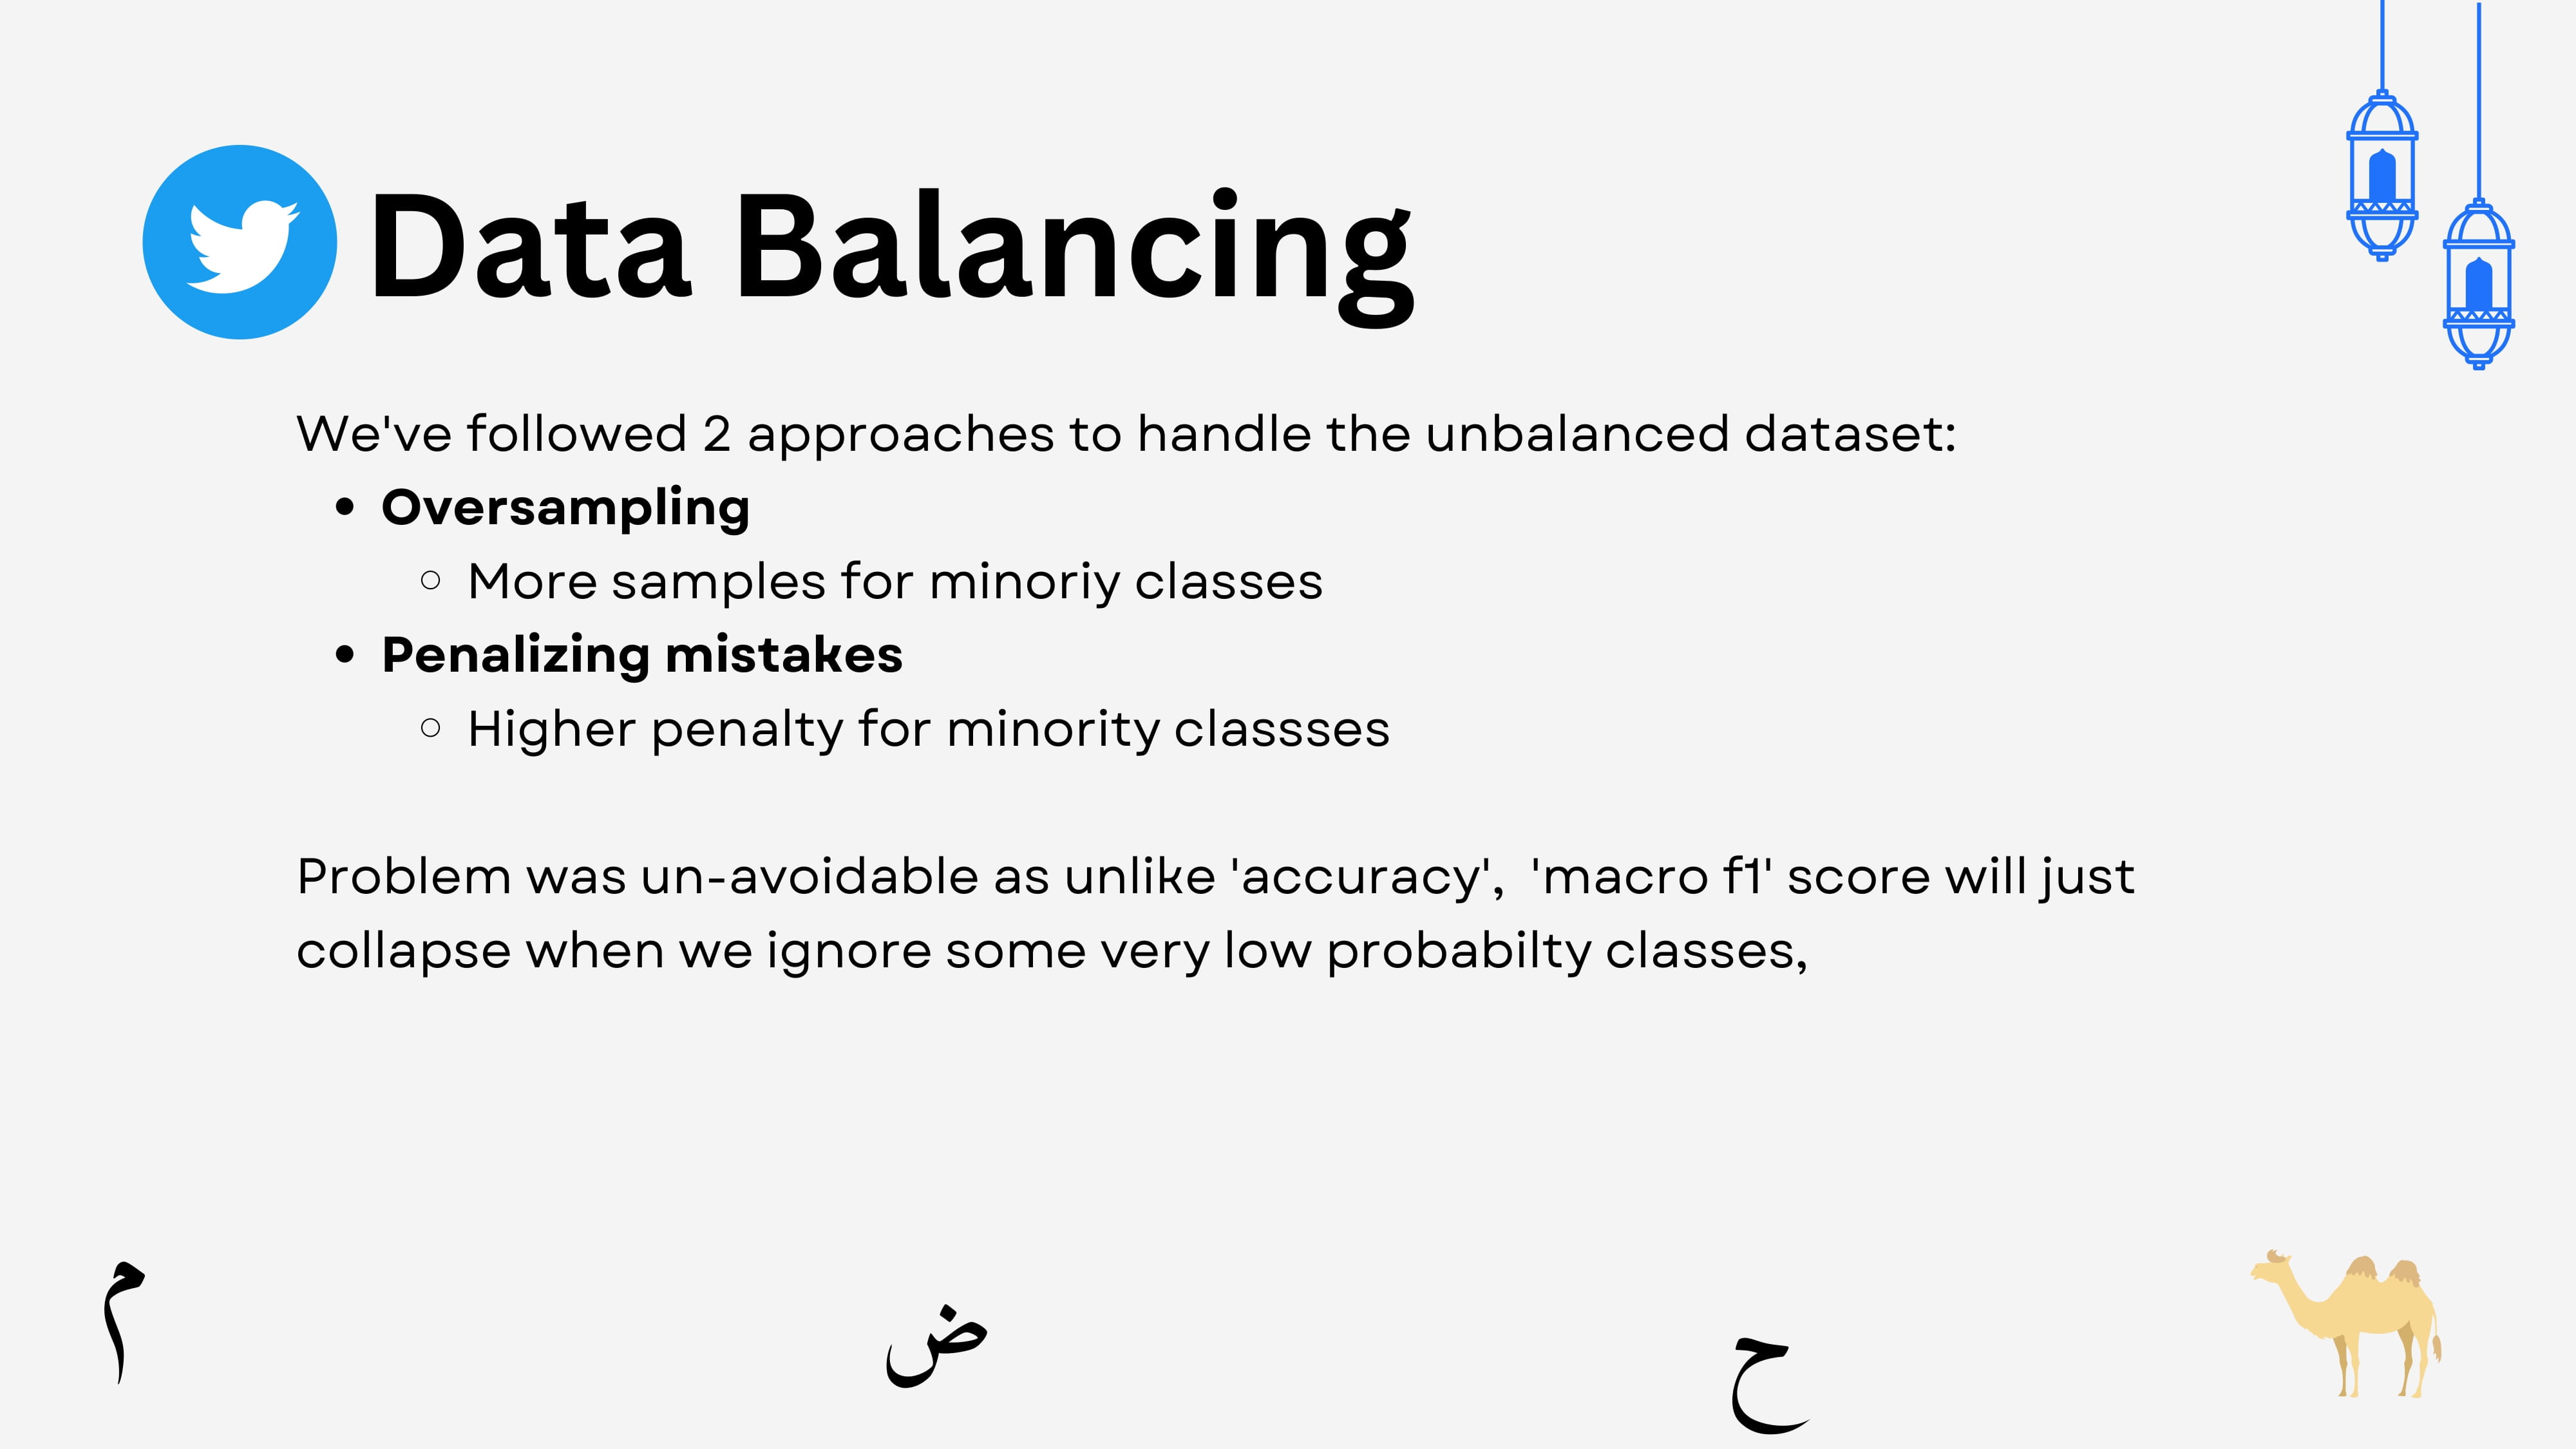 Data Balancing
We've followed 2 approaches to handle the unbalanced dataset:
Oversampling
More samples for minoriy classes
Penalizing mistakes
Higher penalty for minority classses
Problem was un-avoidable as unlike 'accuracy',  'macro f1' score will just
collapse when we ignore some very low probabilty classes,
م
ض
ح